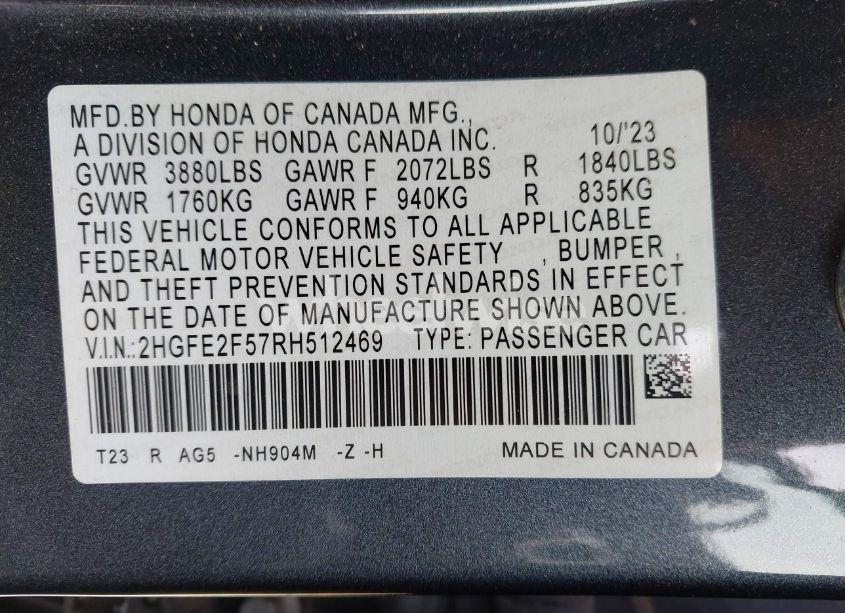 MFD.BY HONDA OF CANADA MFG.,
A DIVISION OF HONDA CANADA INC. 10/'23
GVWR 3880LBS GAWR F 2072LBS R 1840LBS
GVWR 1760KG GAWR F 940KG R 835KG
THIS VEHICLE CONFORMS TO ALL APPLICABLE
FEDERAL MOTOR VEHICLE SAFETY , BUMPER ,
AND THEFT PREVENTION STANDARDS IN EFFECT
ON THE DATE OF MANUFACTURE SHOWN ABOVE.
V.I.N.:2HGFE2F57RH512469 TYPE: PASSENGER CAR
T23 R AG5 -NH904M -Z -H MADE IN CANADA